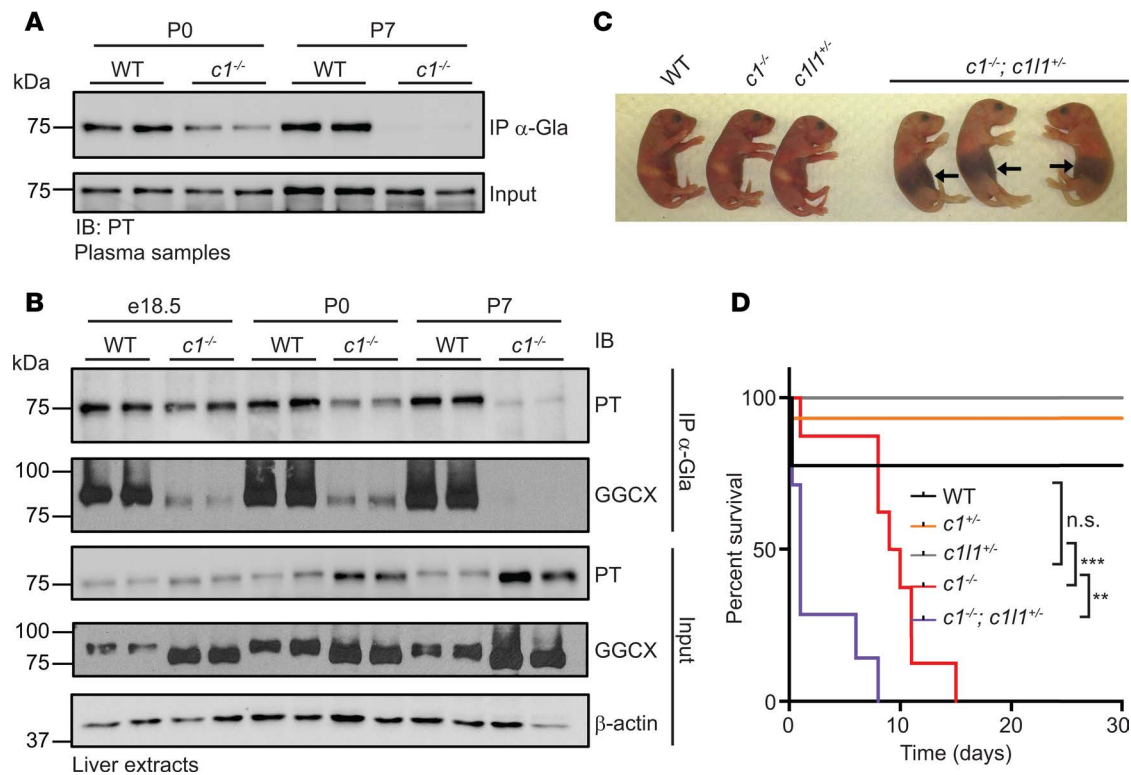 A
P0 P7
WT c1-/- WT c1-/-
kDa
75 IP α-Gla
75 Input
IB: PT
Plasma samples
B
e18.5 P0 P7
WT c1-/- WT c1-/- WT c1-/- IB
kDa
75 PT
100
75 GGCX
IP α-Gla
75 PT
100
75 GGCX
37 β-actin
Input
Liver extracts
C
WT c1-/- c1l1+/- c1-/-; c1l1+/-
D
Percent survival
100
50
0
0 10 20 30
Time (days)
WT
c1+/-
c1l1+/-
c1-/-
c1-/-; c1l1+/-
n.s.
***
**